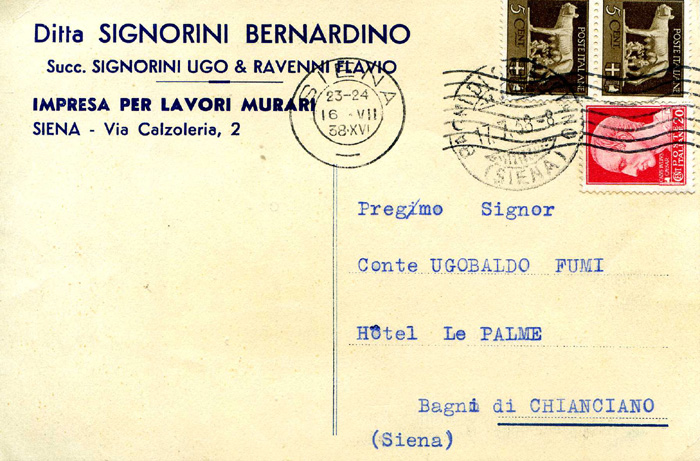 Ditta SIGNORINI BERNARDINO
Succ. SIGNORINI UGO & RAVENNI FLAVIO
IMPRESA PER LAVORI MURARI
SIENA - Via Calzoleria, 2
SIENA
23-24
16 · VII
38·XVI
5
CENT
POSTE ITALIANE
5
CENT
POSTE ITALIANE
(SIENA)
20
POSTE
ITALIANE
Pregimo Signor
Conte UGOBALDO FUMI
Hôtel Le PALME
Bagni di CHIANCIANO
(Siena)